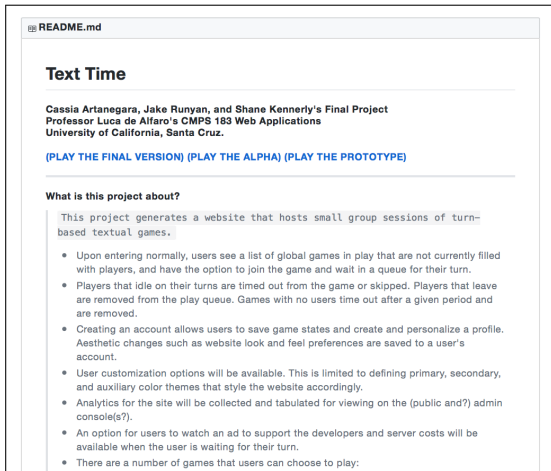 README.md
Text Time
Cassia Artanegara, Jake Runyan, and Shane Kennerly's Final Project
Professor Luca de Alfaro's CMPS 183 Web Applications
University of California, Santa Cruz.
(PLAY THE FINAL VERSION) (PLAY THE ALPHA) (PLAY THE PROTOTYPE)
What is this project about?
This project generates a website that hosts small group sessions of turn-
based textual games.
• Upon entering normally, users see a list of global games in play that are not currently filled
with players, and have the option to join the game and wait in a queue for their turn.
• Players that idle on their turns are timed out from the game or skipped. Players that leave
are removed from the play queue. Games with no users time out after a given period and
are removed.
• Creating an account allows users to save game states and create and personalize a profile.
Aesthetic changes such as website look and feel preferences are saved to a user's
account.
• User customization options will be available. This is limited to defining primary, secondary,
and auxiliary color themes that style the website accordingly.
• Analytics for the site will be collected and tabulated for viewing on the (public and?) admin
console(s?).
• An option for users to watch an ad to support the developers and server costs will be
available when the user is waiting for their turn.
• There are a number of games that users can choose to play: